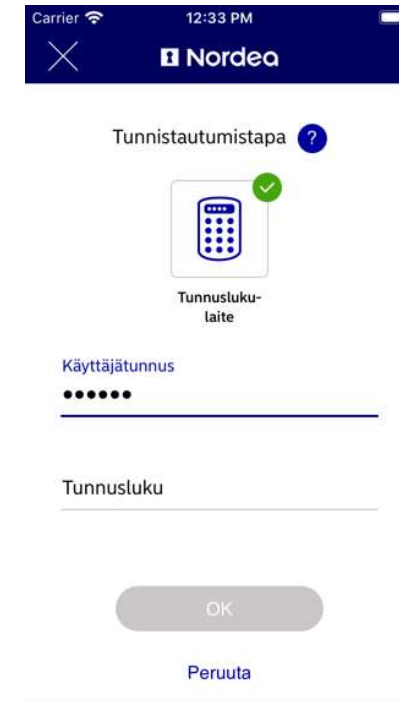 Carrier 12:33 PM
Nordea
Tunnistautumistapa ?
Tunnusluku-
laite
Käyttäjätunnus
••••••
Tunnusluku
OK
Peruuta